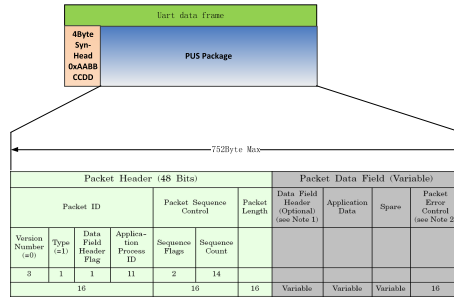 Uart data frame
4Byte
Syn-
Head
0xAABB
CCDD
PUS Package
752Byte Max
Packet Header (48 Bits)
Packet Data Field (Variable)
Packet ID
Packet Sequence
Control
Packet
Length
Data Field
Header
(Optional)
(see Note 1)
Application
Data
Spare
Packet
Error
Control
(see Note 2
Version
Number
(=0)
Type
(=1)
Data
Field
Header
Flag
Applica-
tion
Process
ID
Sequence
Flags
Sequence
Count
3 1 1 11 2 14
16 16 16 Variable Variable Variable 16